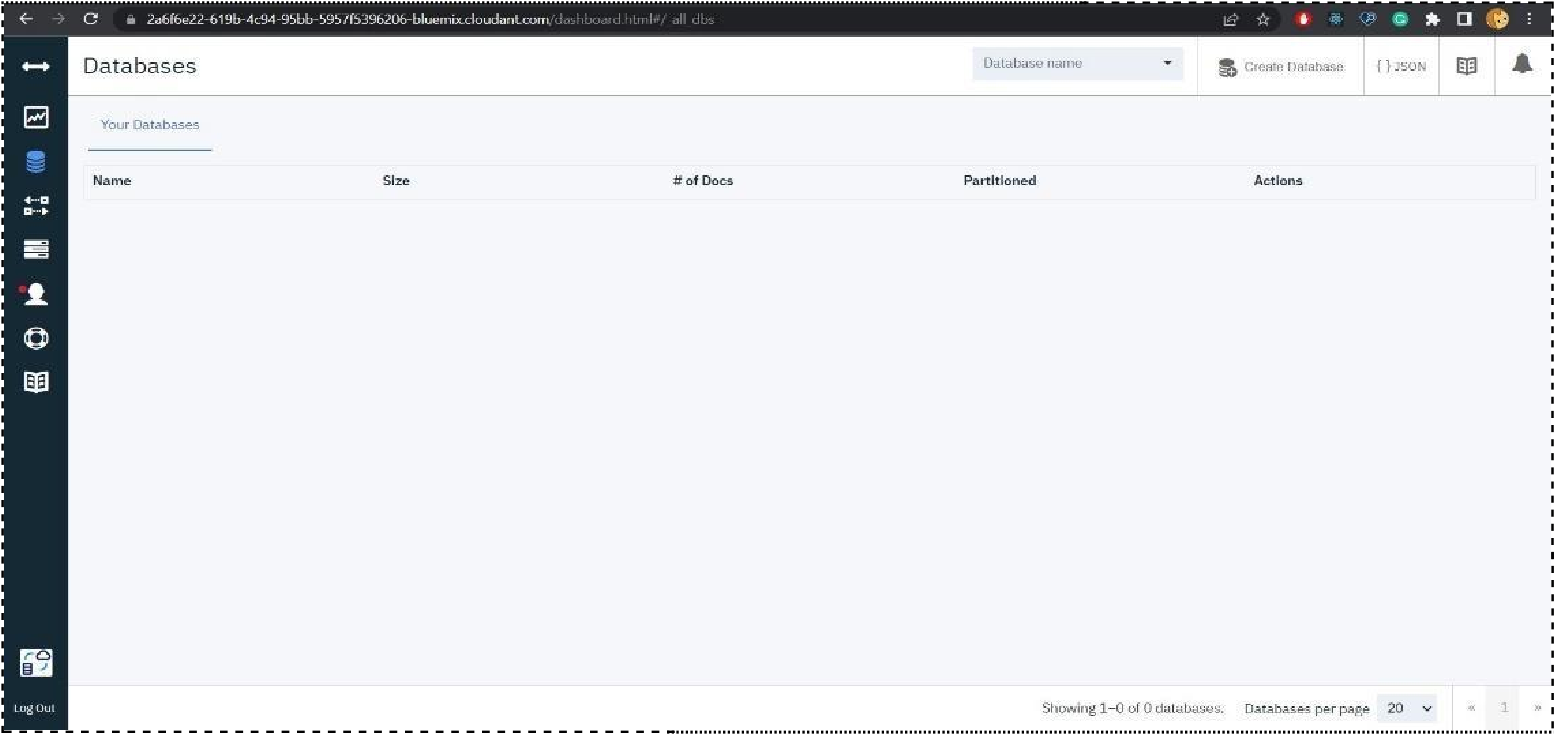 2a6f6e22-619b-4c94-95bb-5957f5396206-bluemix.cloudant.com/dashboard.html#/_all_dbs
Databases
Database name
Create Database
{ } JSON
Your Databases
Name Size # of Docs Partitioned Actions
Showing 1–0 of 0 databases. Databases per page 20 « 1 »
Log Out